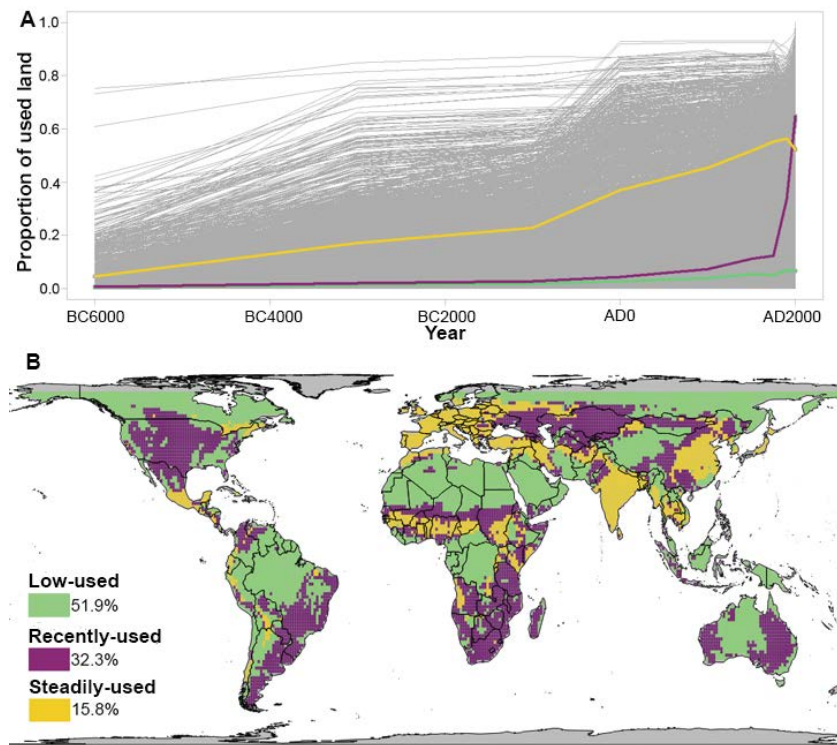 A
1.0
0.8
0.6
0.4
0.2
0.0
Proportion of used land
BC6000 BC4000 BC2000 AD0 AD2000
Year
B
Low-used
51.9%
Recently-used
32.3%
Steadily-used
15.8%